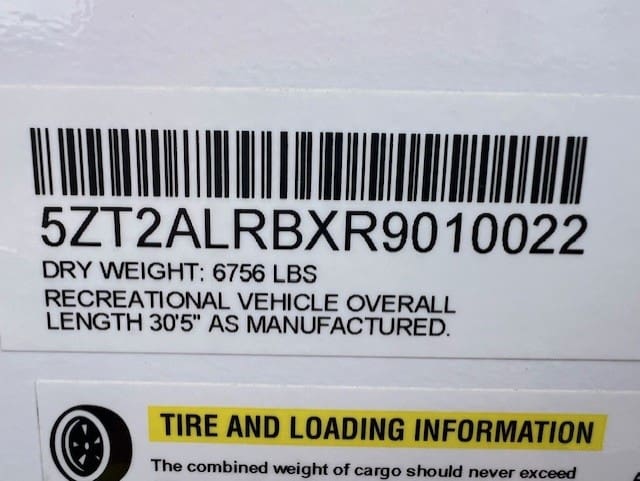 5ZT2ALRBXR9010022
DRY WEIGHT: 6756 LBS
RECREATIONAL VEHICLE OVERALL
LENGTH 30'5" AS MANUFACTURED.
TIRE AND LOADING INFORMATION
The combined weight of cargo should never exceed